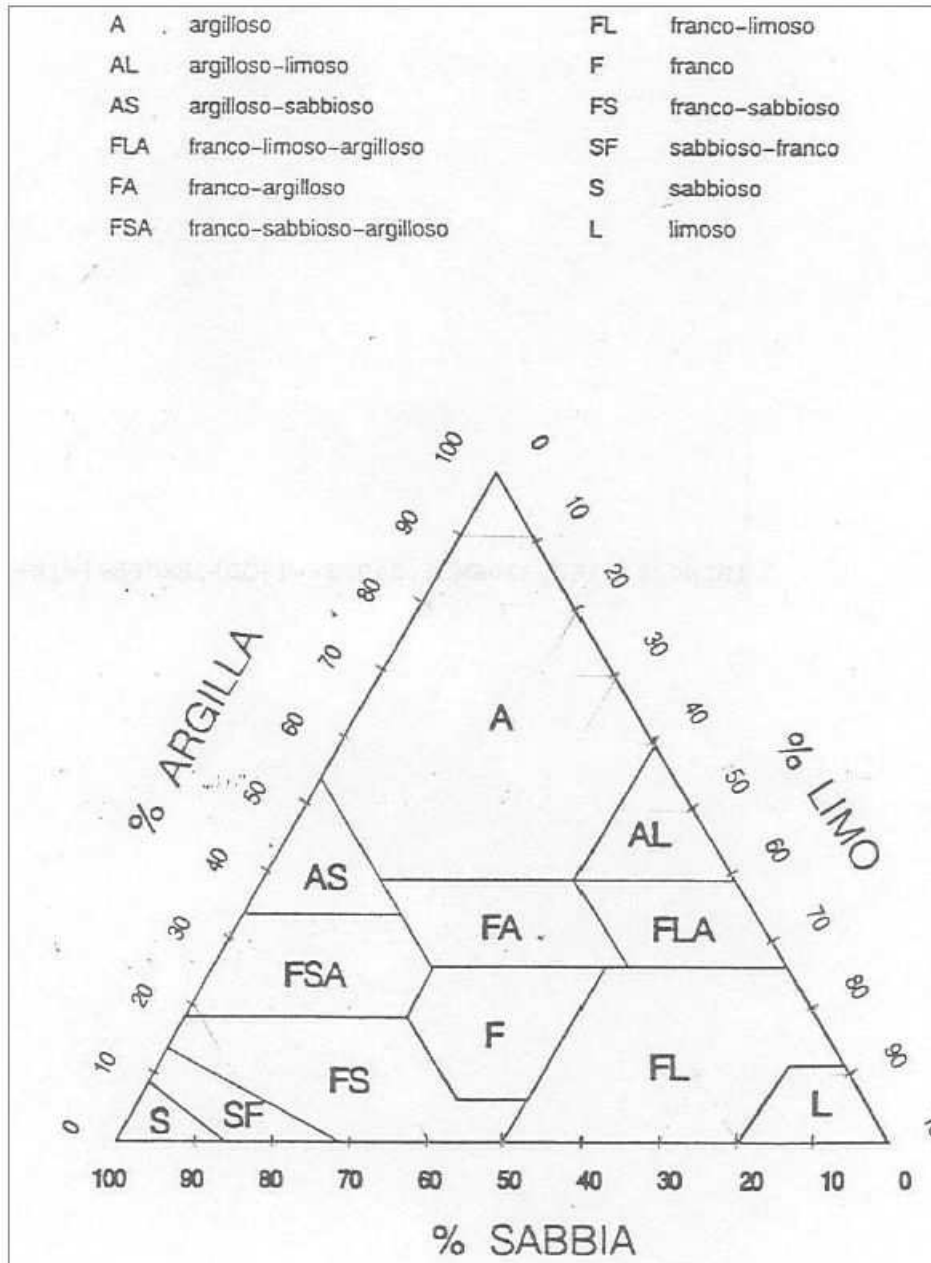 A argilloso FL franco-limoso
AL argilloso-limoso F franco
AS argilloso-sabbioso FS franco-sabbioso
FLA franco-limoso-argilloso SF sabbioso-franco
FA franco-argilloso S sabbioso
FSA franco-sabbioso-argilloso L limoso
100 0
90 10
80 20
70 30
60 A 40
% ARGILLA % LIMO
50 50
40 AS AL 60
30 FA FLA 70
20 FSA F 80
10 FS FL 90
0 S SF L
100 90 80 70 60 50 40 30 20 10 0
% SABBIA